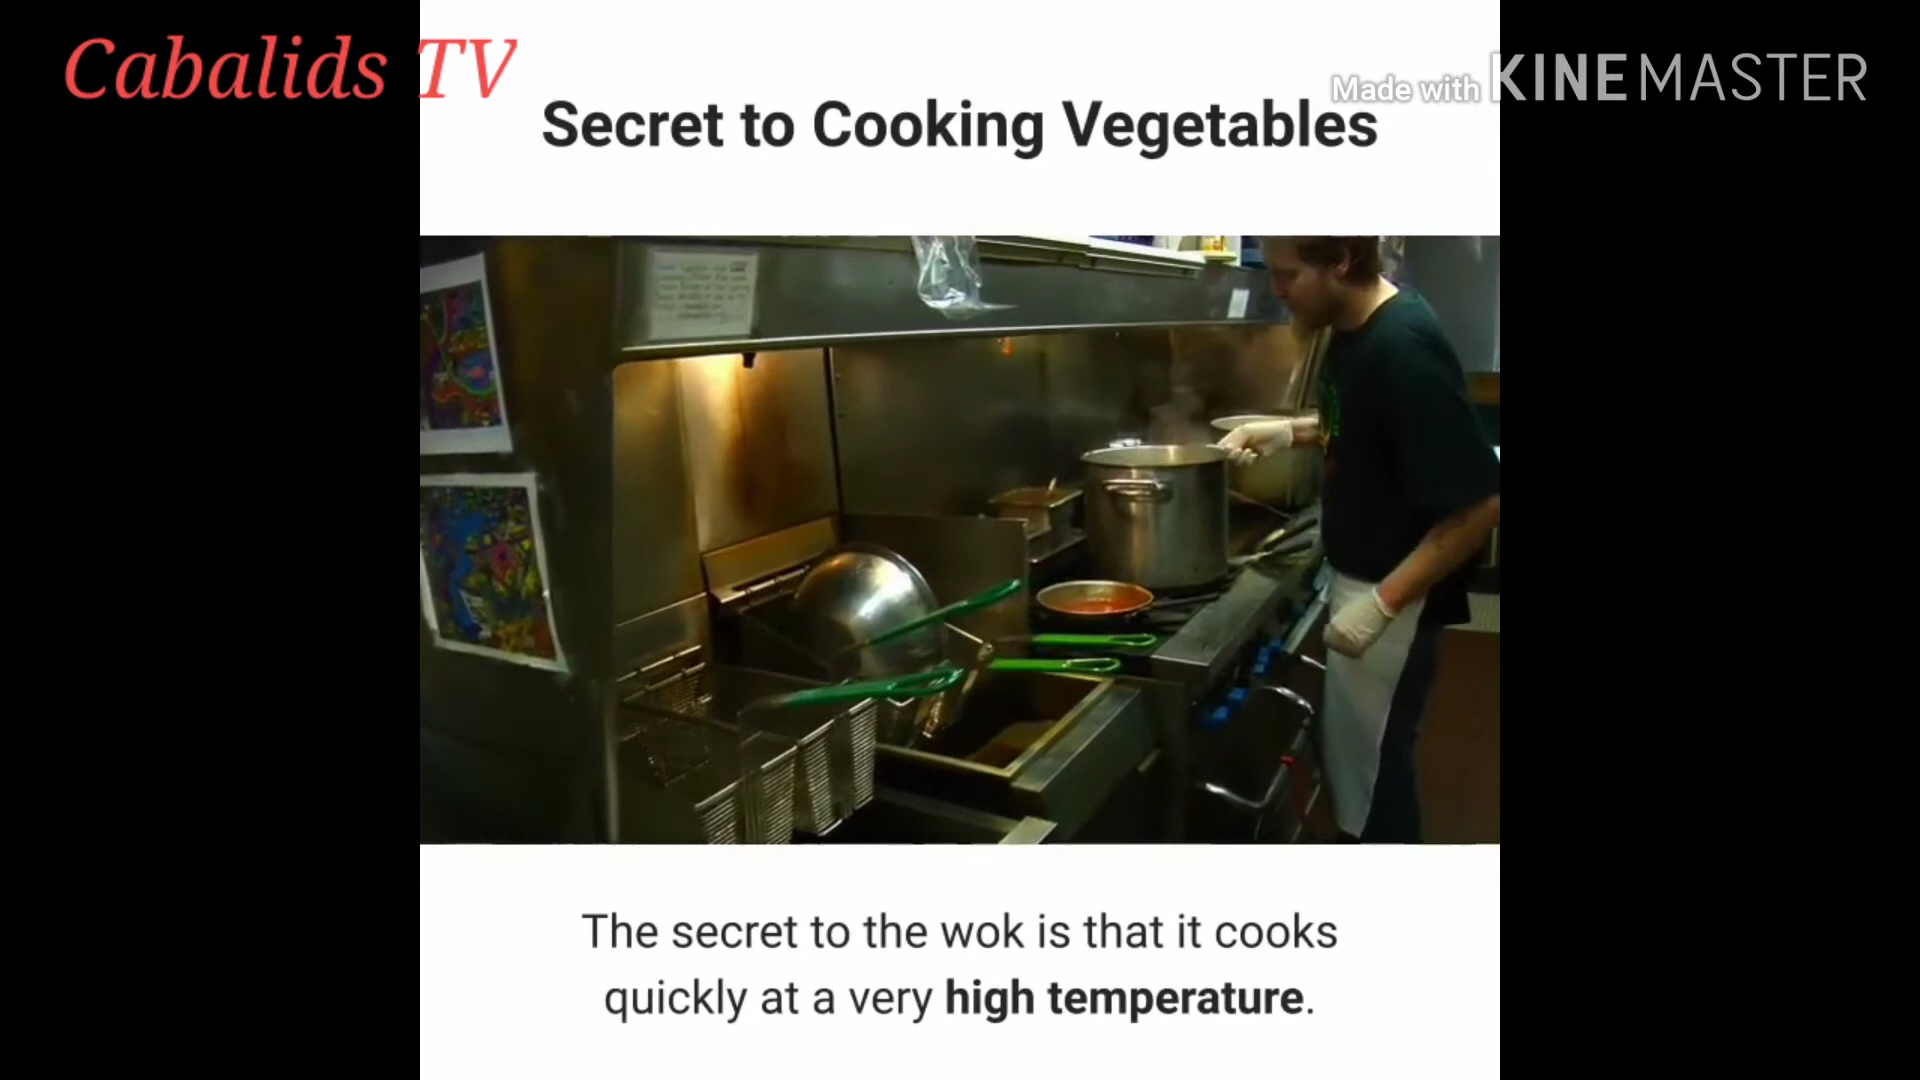 Cabalids TV
Made with KINEMASTER
Secret to Cooking Vegetables
The secret to the wok is that it cooks
quickly at a very high temperature.